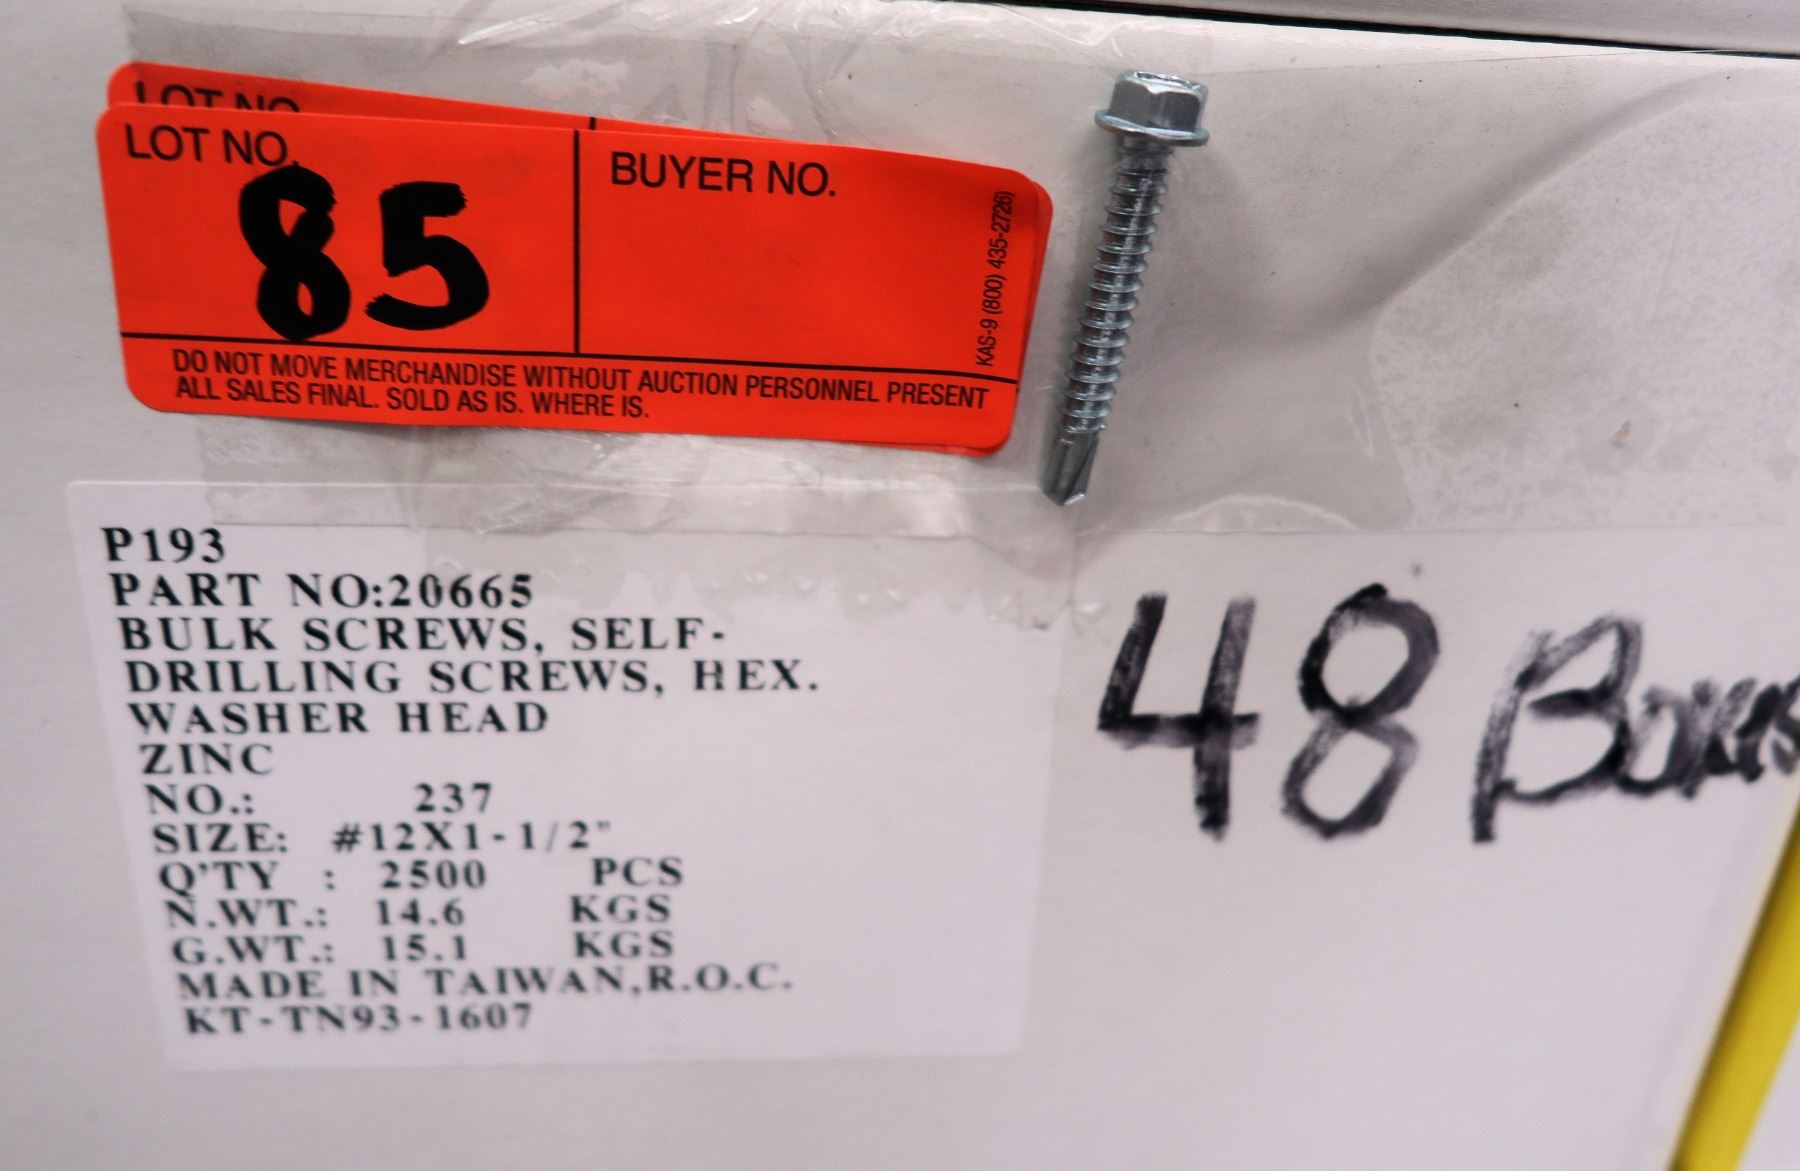 LOT NO.
LOT NO.
85
BUYER NO.
KAS-9 (800) 435-2726)
DO NOT MOVE MERCHANDISE WITHOUT AUCTION PERSONNEL PRESENT
ALL SALES FINAL. SOLD AS IS. WHERE IS.
P193
PART NO:20665
BULK SCREWS, SELF-
DRILLING SCREWS, HEX.
WASHER HEAD
ZINC
NO.: 237
SIZE: #12X1-1/2"
Q'TY : 2500 PCS
N.WT.: 14.6 KGS
G.WT.: 15.1 KGS
MADE IN TAIWAN,R.O.C.
KT-TN93-1607
48 Boxes